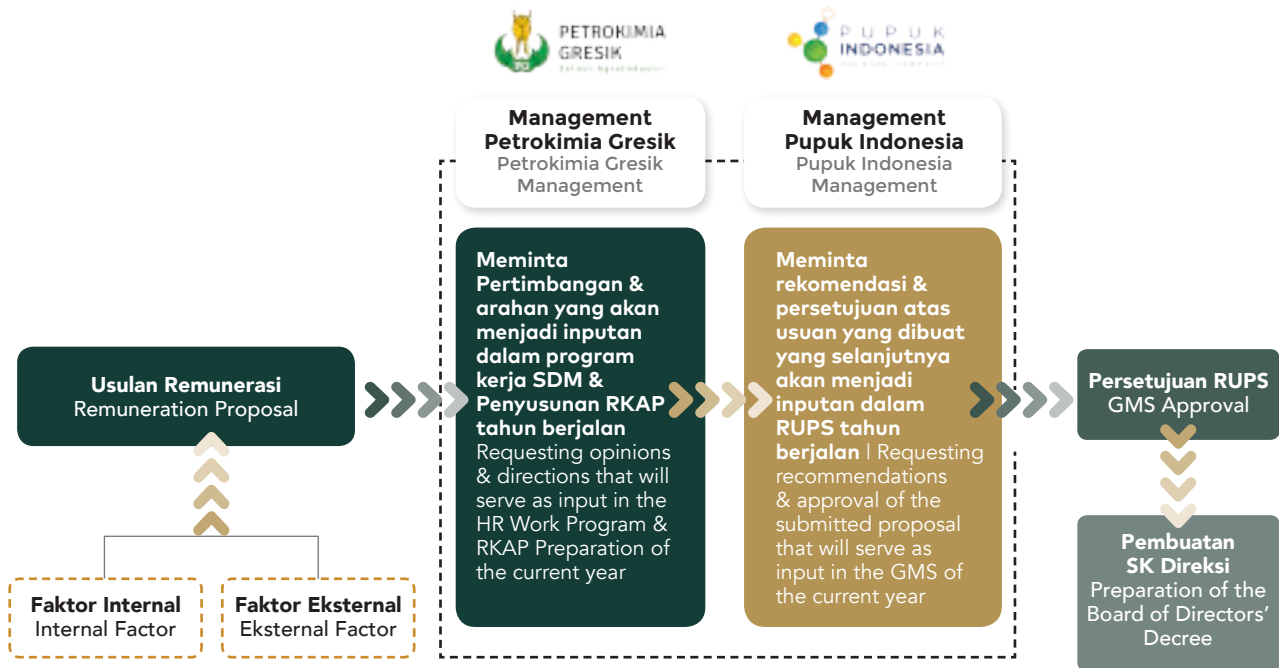 PETROKIMIA
GRESIK
PUPUK
INDONESIA
Management
Petrokimia Gresik
Petrokimia Gresik
Management
Management
Pupuk Indonesia
Pupuk Indonesia
Management
Meminta
Pertimbangan &
arahan yang akan
menjadi inputan
dalam program
kerja SDM &
Penyusunan RKAP
tahun berjalan
Requesting opinions
& directions that will
serve as input in the
HR Work Program &
RKAP Preparation of
the current year
Meminta
rekomendasi &
persetujuan atas
usuan yang dibuat
yang selanjutnya
akan menjadi
inputan dalam
RUPS tahun
berjalan | Requesting
recommendations
& approval of the
submitted proposal
that will serve as
input in the GMS of
the current year
Usulan Remunerasi
Remuneration Proposal
Persetujuan RUPS
GMS Approval
Faktor Internal
Internal Factor
Faktor Eksternal
Eksternal Factor
Pembuatan
SK Direksi
Preparation of the
Board of Directors’
Decree